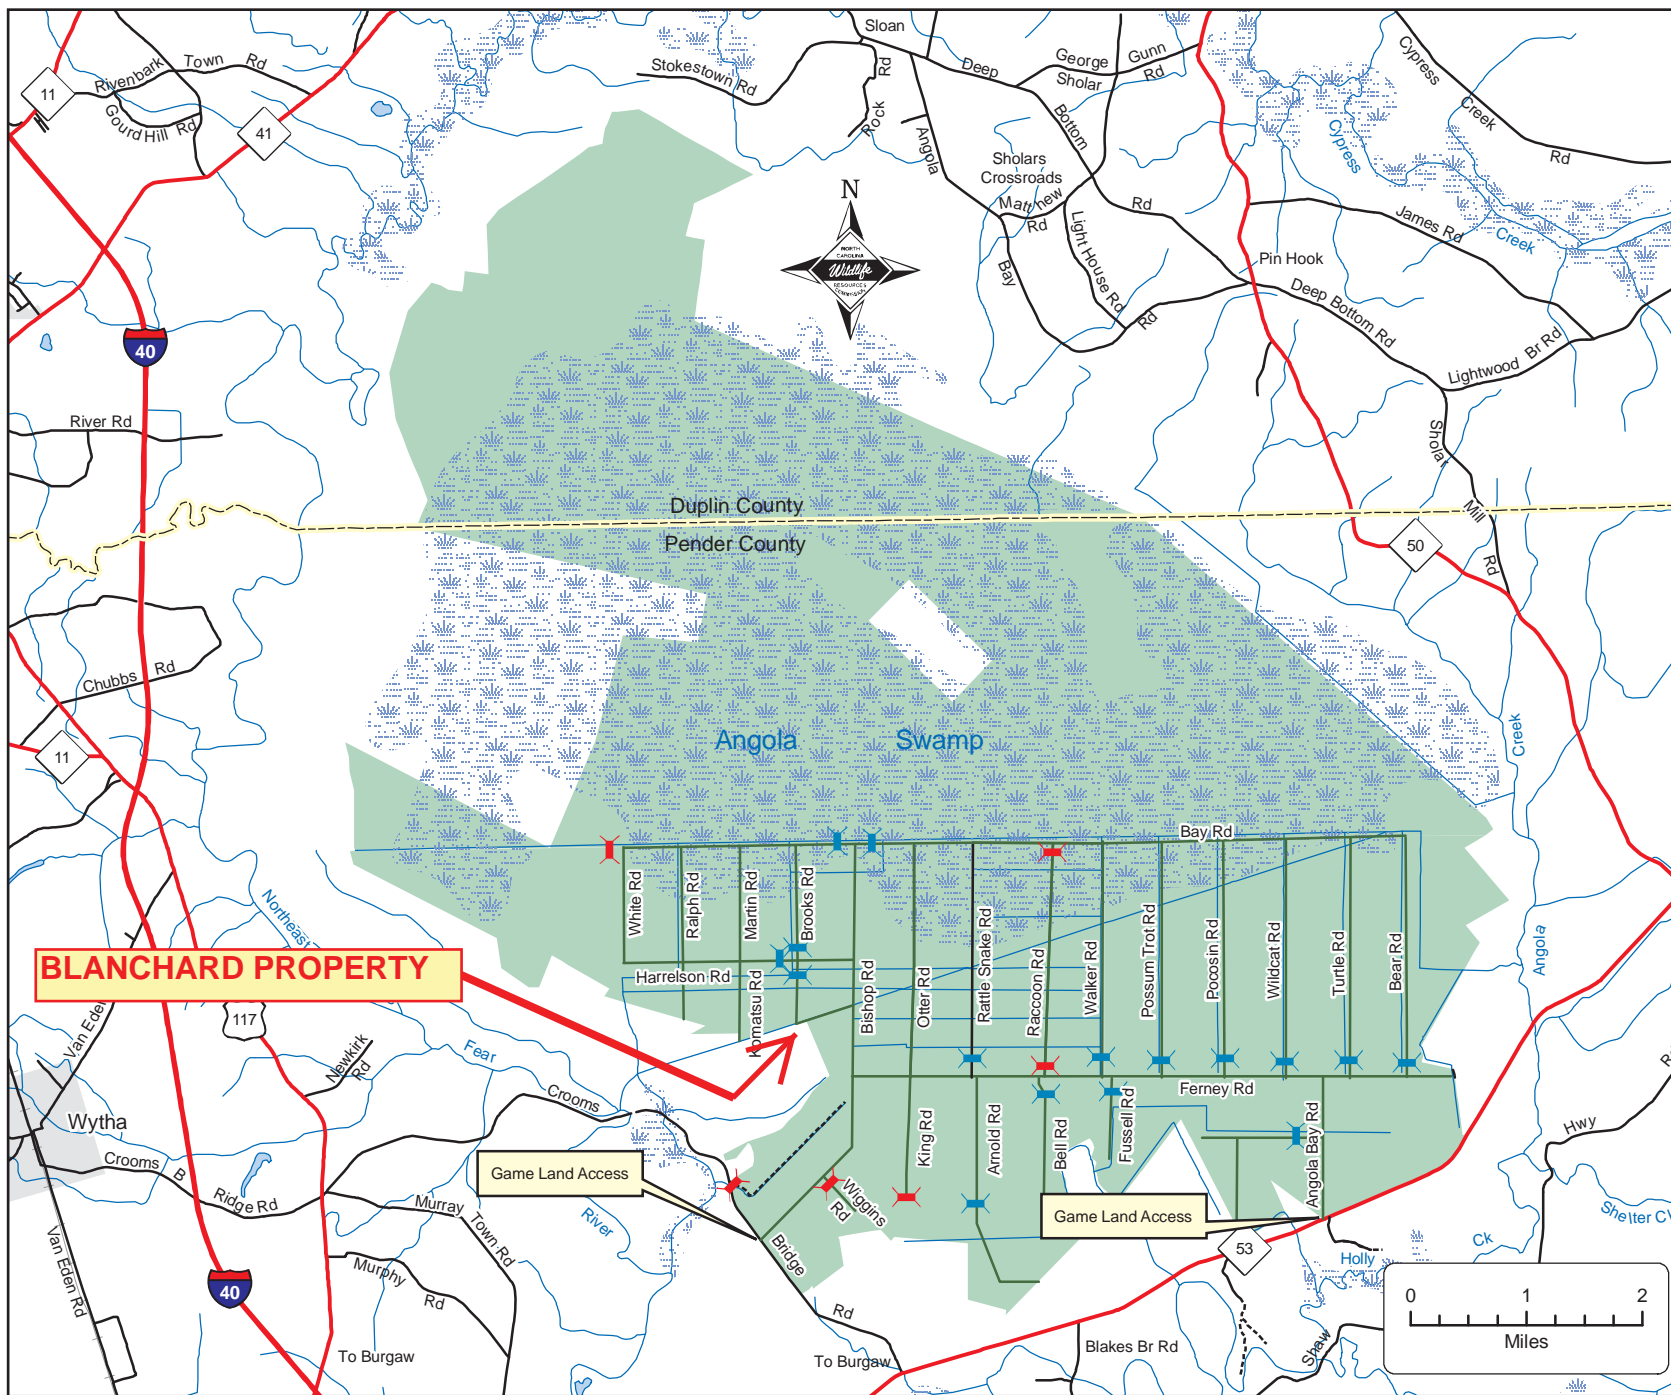 Sloan
Rd
Rock
Stokestown Rd
Rivenbark
Town
Rd
Gourd Hill Rd
11
41
Deep
George
Gunn
Sholar
Rd
Bottom
Angola
Sholars
Crossroads
Matthew
Rd
Rd
Light House Rd
Bay
Rd
Cypress
Creek
Rd
Cypress
Creek
James Rd
Pin Hook
Deep Bottom Rd
Lightwood
Br Rd
Sholar
Mill
Rd
50
N
NORTH
CAROLINA
Wildlife
RESOURCES
COMMISSION
40
River Rd
Duplin County
Pender County
Chubbs
Rd
11
Angola
Swamp
Creek
Angola
Bay Rd
White Rd
Ralph Rd
Martin Rd
Brooks Rd
Harrelson Rd
Komatsu Rd
Bishop Rd
Otter Rd
Rattle Snake Rd
Raccoon Rd
Walker Rd
Possum Trot Rd
Pocosin Rd
Wildcat Rd
Turtle Rd
Bear Rd
Northeast
BLANCHARD PROPERTY
117
Van Eden
Newkirk
Rd
Fear
Crooms
Ferney Rd
Wytha
Crooms
B
Ridge Rd
Murray
Town Rd
River
Game Land Access
King Rd
Arnold Rd
Bell Rd
Fussell Rd
Angola Bay Rd
Wiggins
Rd
Game Land Access
Bridge
Rd
53
Holly
Ck
Hwy
Van Eden Rd
40
Murphy
Rd
To Burgaw
To Burgaw
Blakes Br Rd
Shaw
0
1
2
Miles